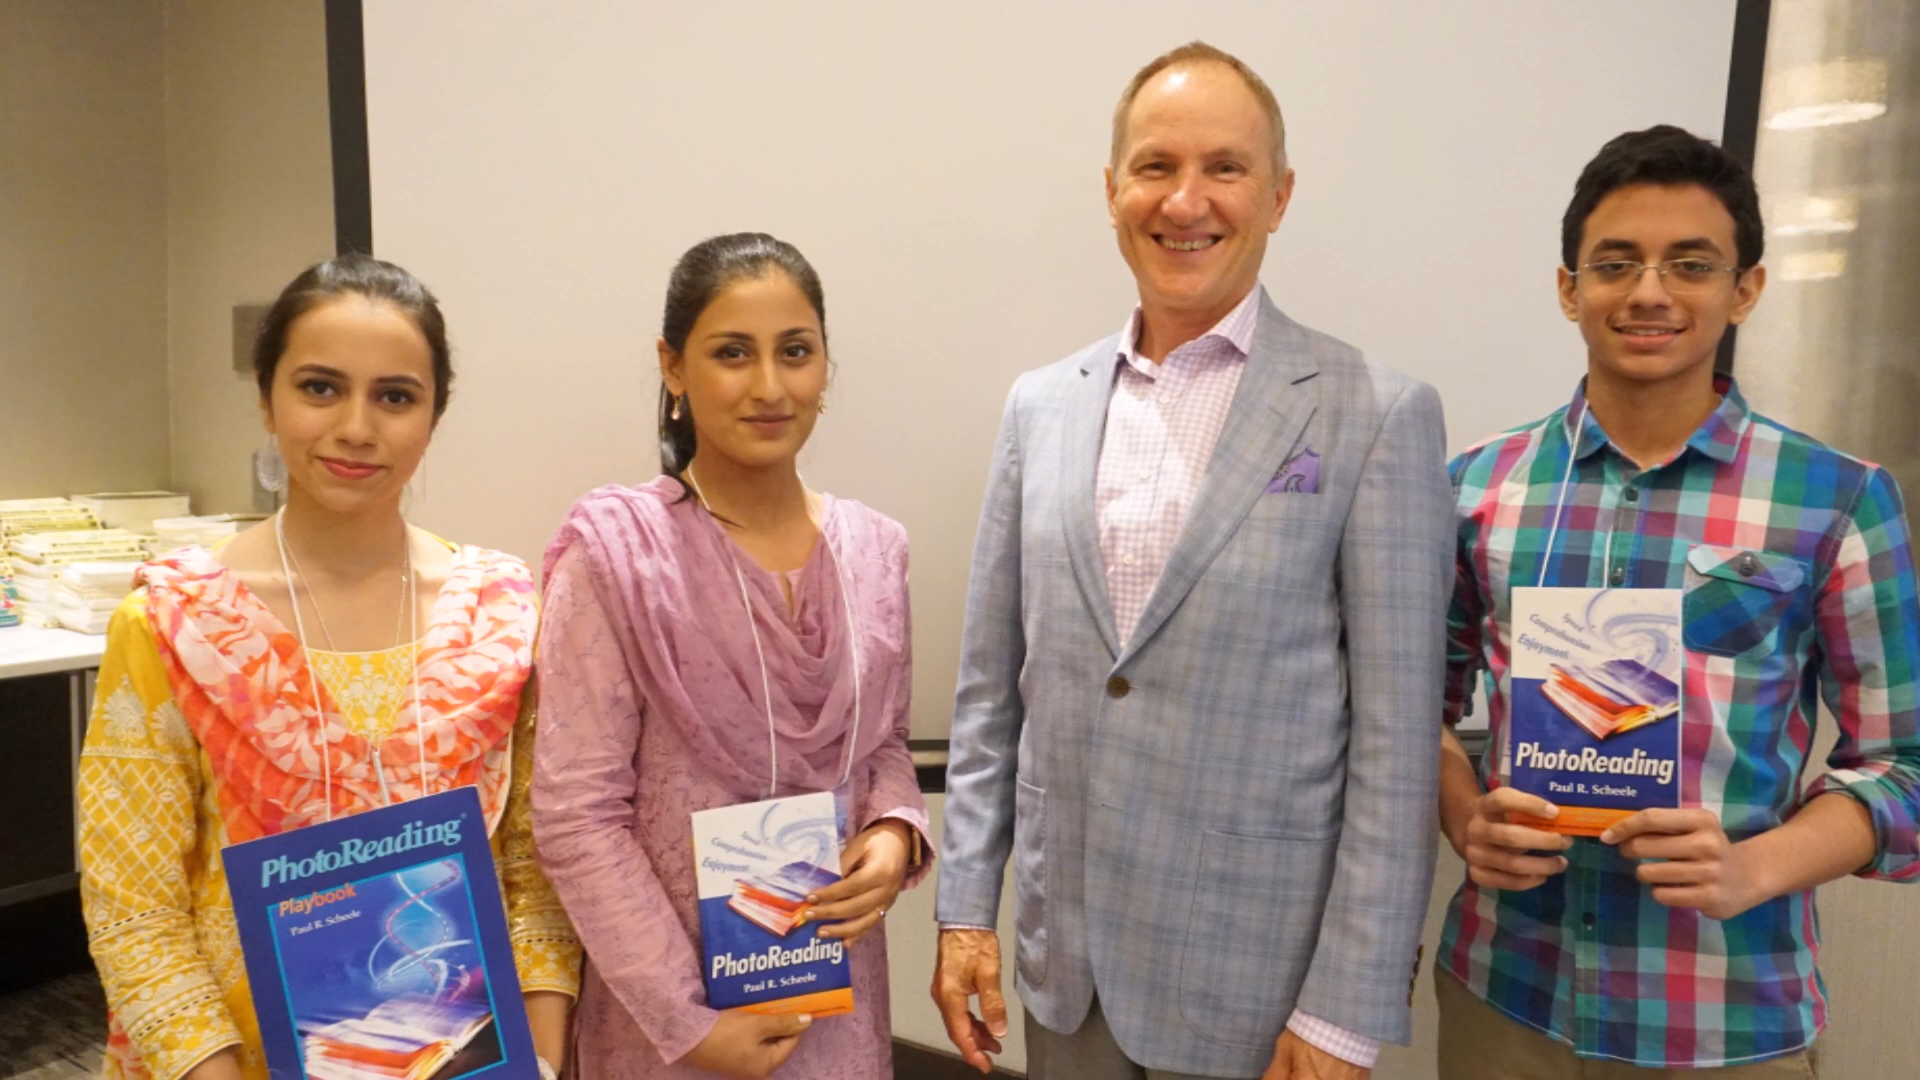 PhotoReading®
Playbook
Paul R. Scheele
Speed
Comprehension
Enjoyment
PhotoReading
Paul R. Scheele
Speed
Comprehension
Enjoyment
PhotoReading
Paul R. Scheele